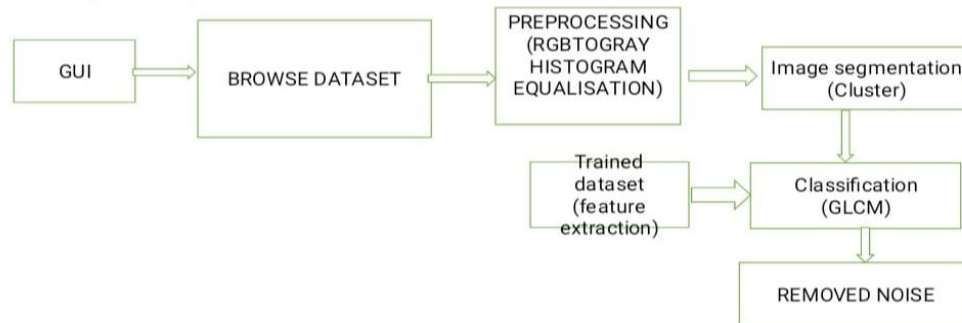 GUI
BROWSE DATASET
PREPROCESSING
(RGBTOGRAY
HISTOGRAM
EQUALISATION)
Image segmentation
(Cluster)
Trained
dataset
(feature
extraction)
Classification
(GLCM)
REMOVED NOISE